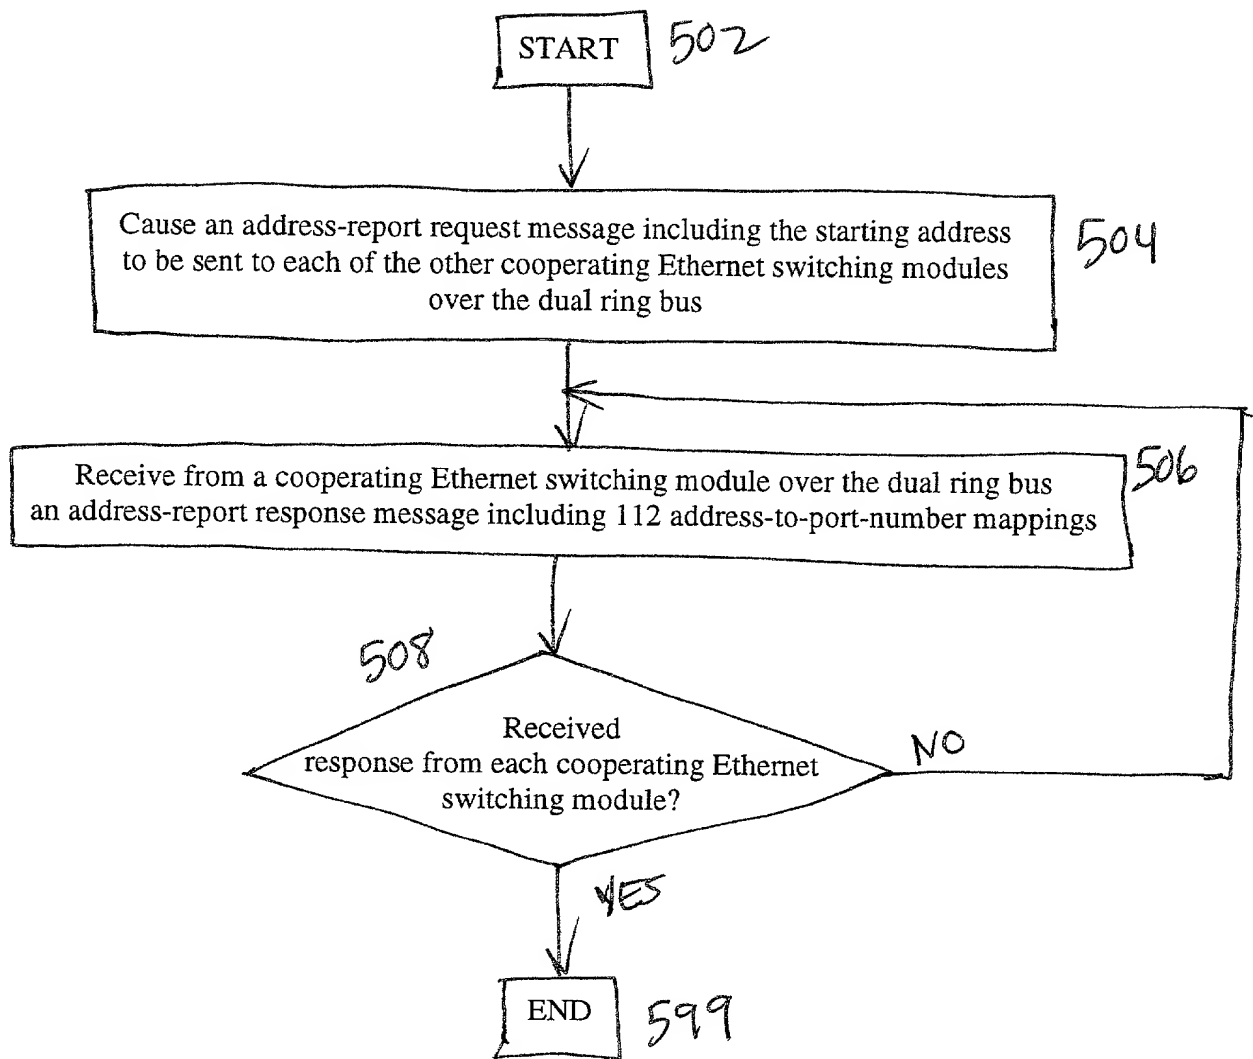 START
502
Cause an address-report request message including the starting address
to be sent to each of the other cooperating Ethernet switching modules
over the dual ring bus
504
Receive from a cooperating Ethernet switching module over the dual ring bus
an address-report response message including 112 address-to-port-number mappings
506
508
Received
response from each cooperating Ethernet
switching module?
NO
YES
END
599